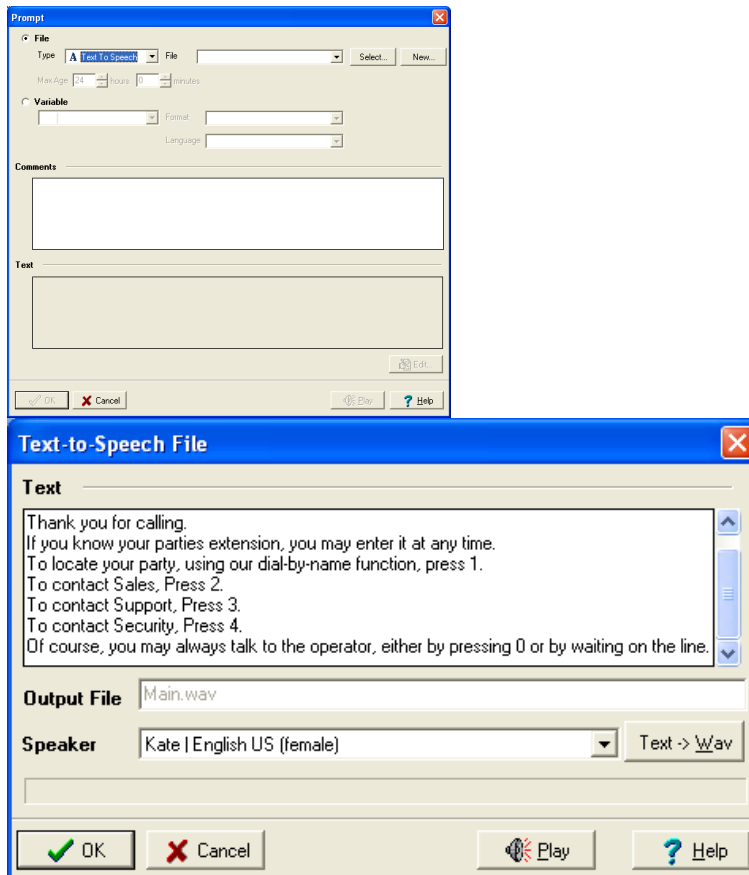 Prompt
File
Type A Text To Speech File Select... New...
Max Age 24 hours 0 minutes
Variable
Format
Language
Comments
Text
Edit...
OK Cancel Play ? Help
Text-to-Speech File
Text
Thank you for calling.
If you know your parties extension, you may enter it at any time.
To locate your party, using our dial-by-name function, press 1.
To contact Sales, Press 2.
To contact Support, Press 3.
To contact Security, Press 4.
Of course, you may always talk to the operator, either by pressing 0 or by waiting on the line.
Output File Main.wav
Speaker Kate | English US (female) Text -> Wav
OK Cancel Play ? Help